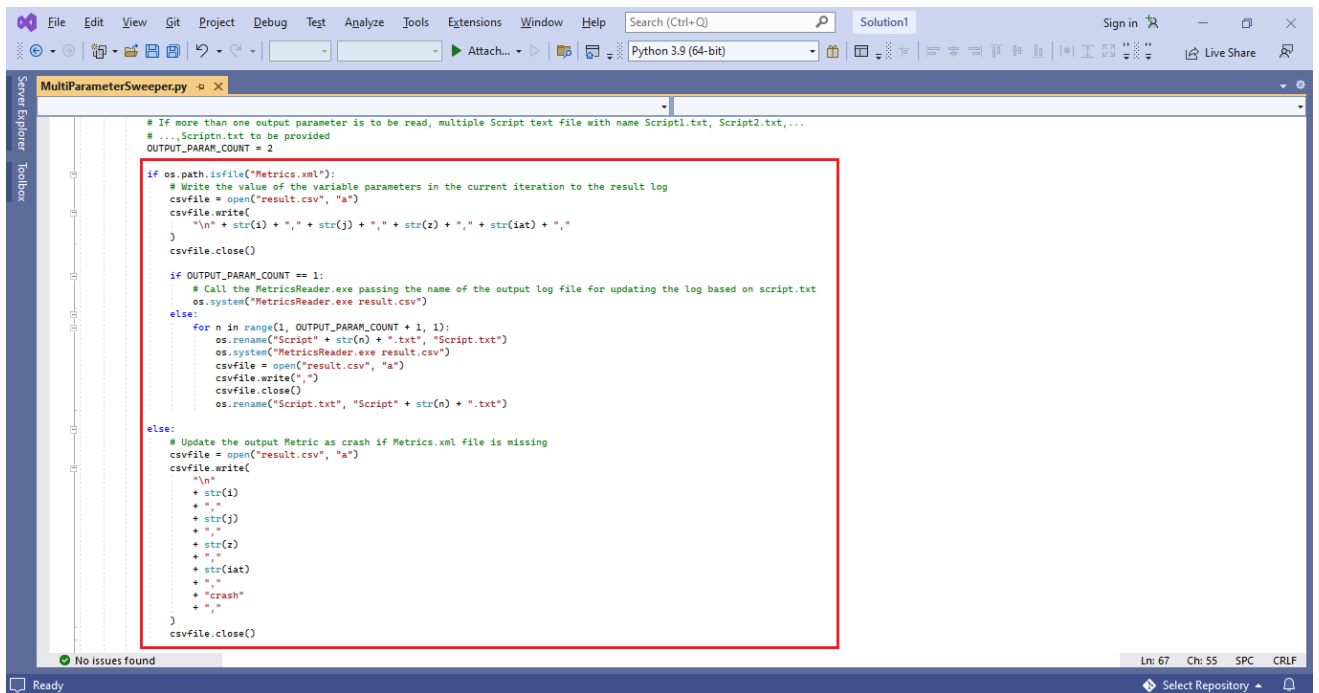 File Edit View Git Project Debug Test Analyze Tools Extensions Window Help Search (Ctrl+Q) Solution1 Sign in
Attach... Python 3.9 (64-bit) Live Share
Server Explorer
Toolbox
MultiParameterSweeper.py
# If more than one output parameter is to be read, multiple Script text file with name Script1.txt, Script2.txt,...
# ...,Scriptn.txt to be provided
OUTPUT_PARAM_COUNT = 2
if os.path.isfile("Metrics.xml"):
# Write the value of the variable parameters in the current iteration to the result log
csvfile = open("result.csv", "a")
csvfile.write(
"\n" + str(i) + "," + str(j) + "," + str(z) + "," + str(iat) + ","
)
csvfile.close()
if OUTPUT_PARAM_COUNT == 1:
# Call the MetricsReader.exe passing the name of the output log file for updating the log based on script.txt
os.system("MetricsReader.exe result.csv")
else:
for n in range(1, OUTPUT_PARAM_COUNT + 1, 1):
os.rename("Script" + str(n) + ".txt", "Script.txt")
os.system("MetricsReader.exe result.csv")
csvfile = open("result.csv", "a")
csvfile.write(",")
csvfile.close()
os.rename("Script.txt", "Script" + str(n) + ".txt")
else:
# Update the output Metric as crash if Metrics.xml file is missing
csvfile = open("result.csv", "a")
csvfile.write(
"\n"
+ str(i)
+ ","
+ str(j)
+ ","
+ str(z)
+ ","
+ str(iat)
+ ","
+ "crash"
+ ","
)
csvfile.close()
No issues found Ln: 67 Ch: 55 SPC CRLF
Ready Select Repository